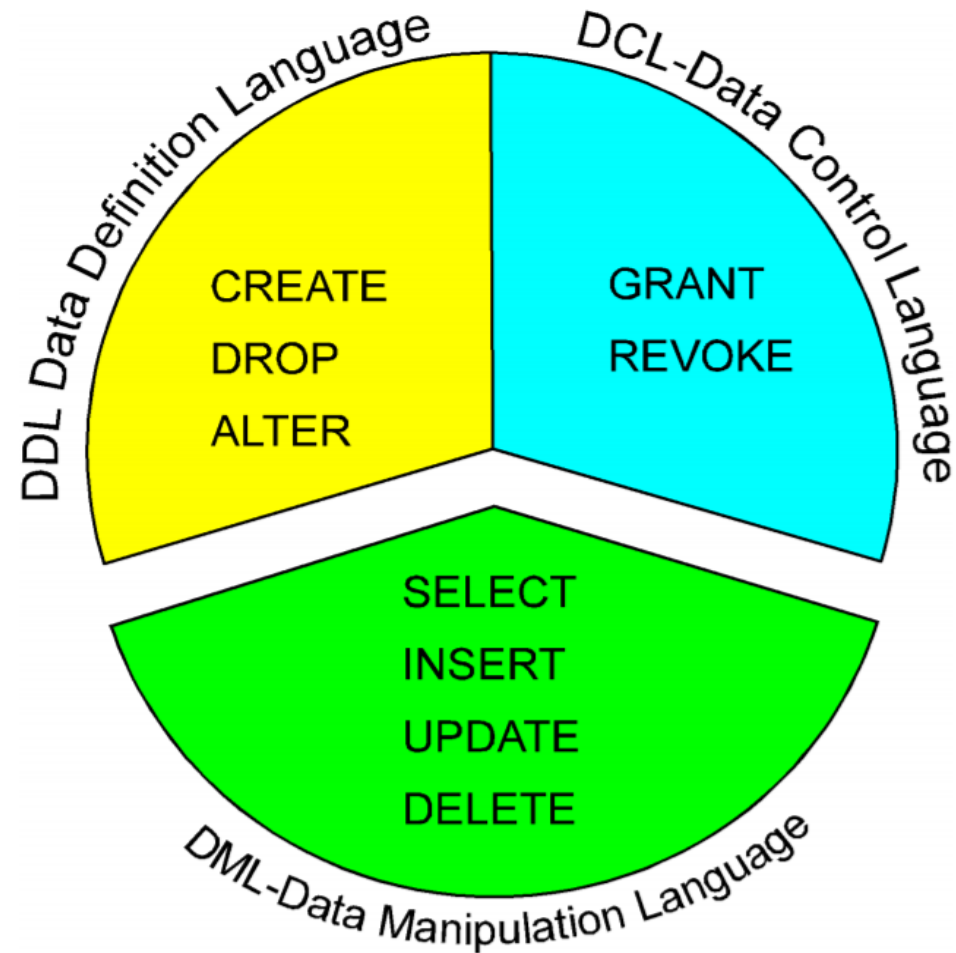 DDL Data Definition Language
DCL-Data Control Language
CREATE
DROP
ALTER
GRANT
REVOKE
SELECT
INSERT
UPDATE
DELETE
DML-Data Manipulation Language